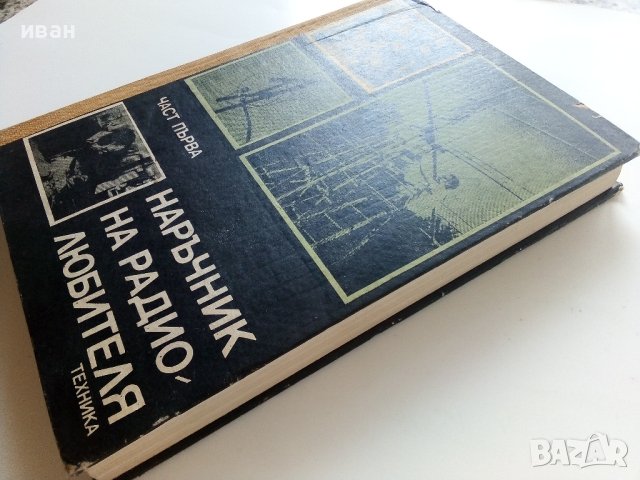 иван
ЧАСТ ПЪРВА
НАРЪЧНИК
НА РАДИО,
ЛЮБИТЕЛЯ
ТЕХНИКА
BAZAR